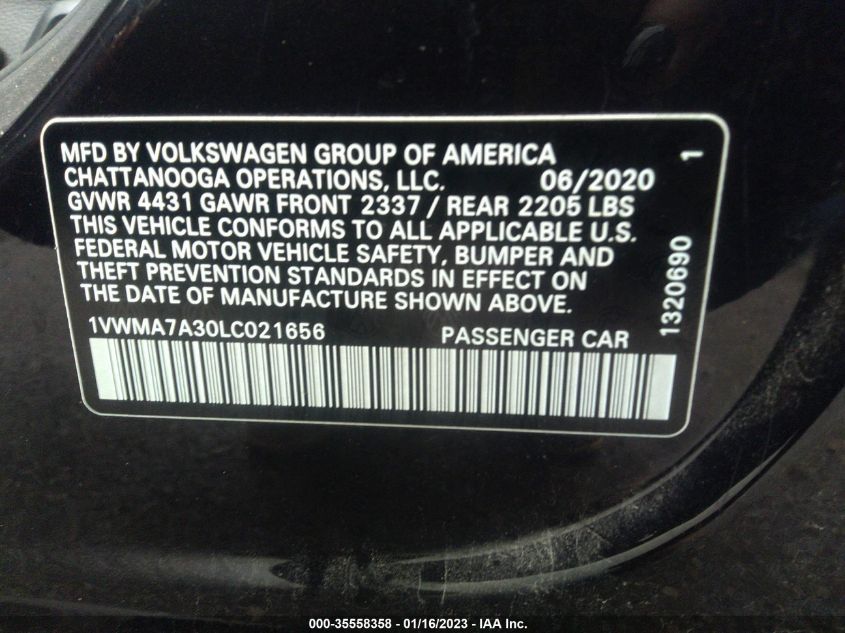 MFD BY VOLKSWAGEN GROUP OF AMERICA
CHATTANOOGA OPERATIONS, LLC. 06/2020
GVWR 4431 GAWR FRONT 2337 / REAR 2205 LBS
THIS VEHICLE CONFORMS TO ALL APPLICABLE U.S.
FEDERAL MOTOR VEHICLE SAFETY, BUMPER AND
THEFT PREVENTION STANDARDS IN EFFECT ON
THE DATE OF MANUFACTURE SHOWN ABOVE.
1VWMA7A30LC021656 PASSENGER CAR
1320690 1
000-35558358 - 01/16/2023 - IAA Inc.